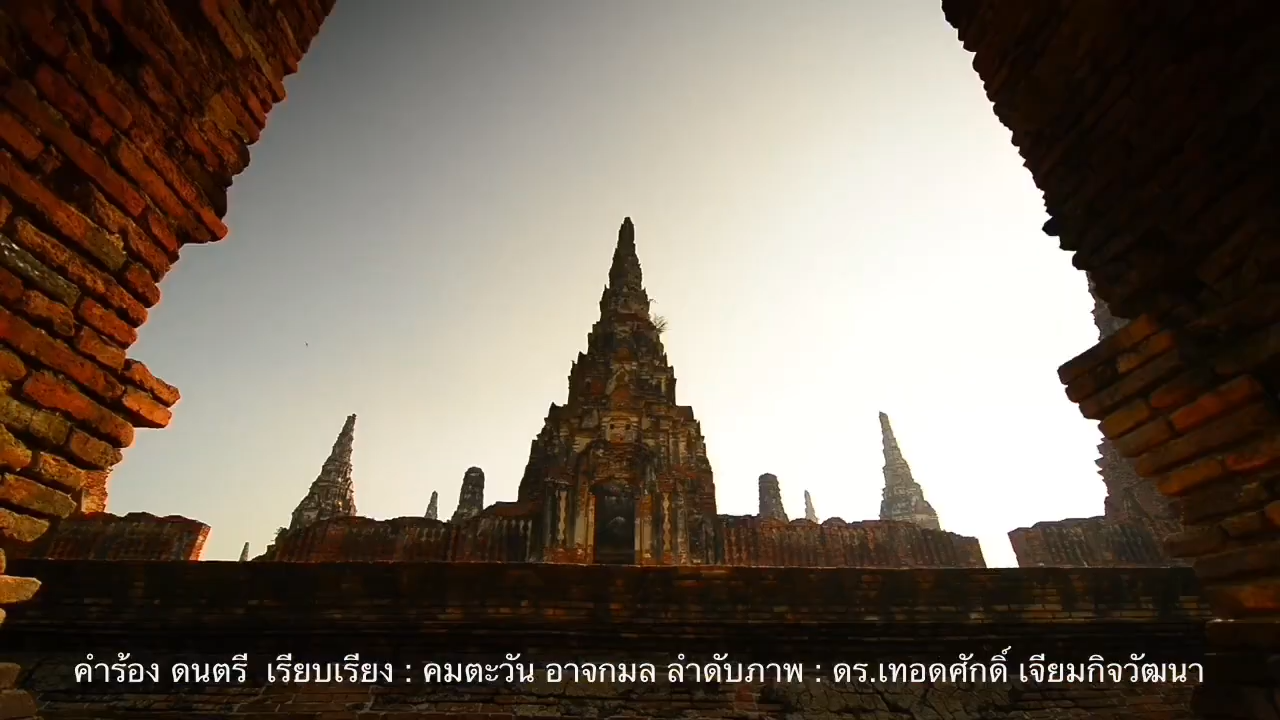 คำร้อง ดนตรี เรียบเรียง : คมตะวัน อาจกมล ลำดับภาพ : ดร.เทอดศักดิ์ เจียมกิจวัฒนา